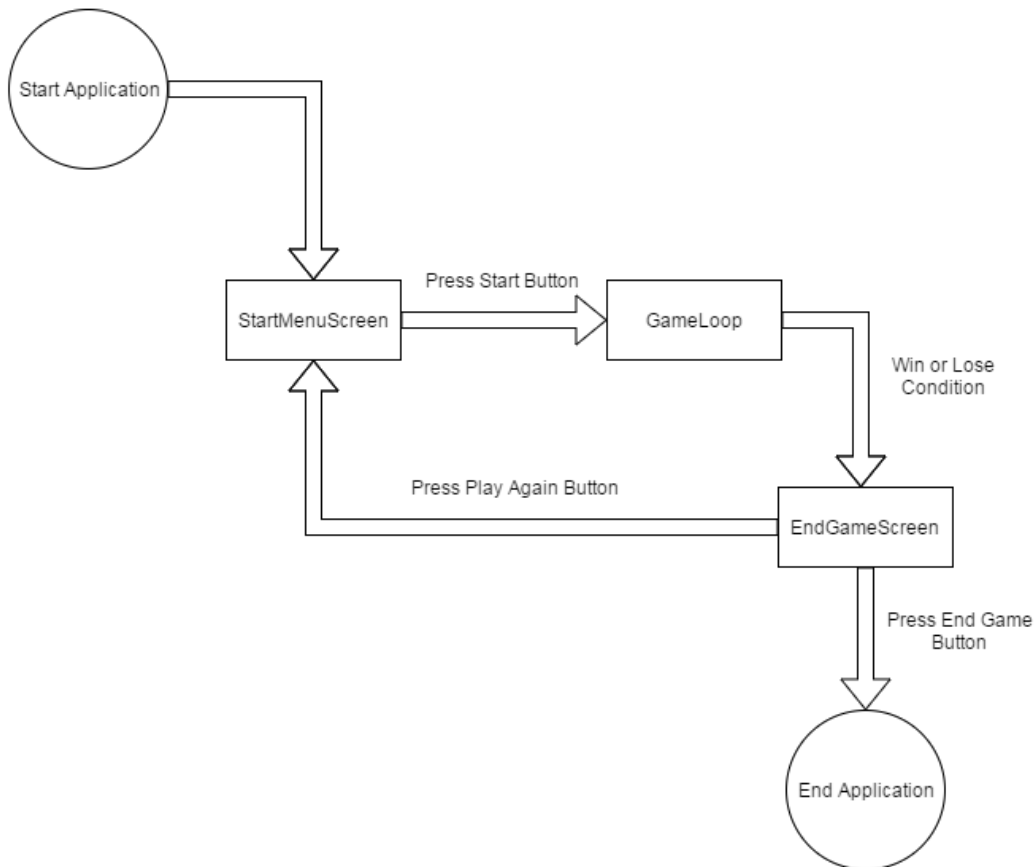 Start Application
Press Start Button
StartMenuScreen
GameLoop
Win or Lose
Condition
Press Play Again Button
EndGameScreen
Press End Game
Button
End Application